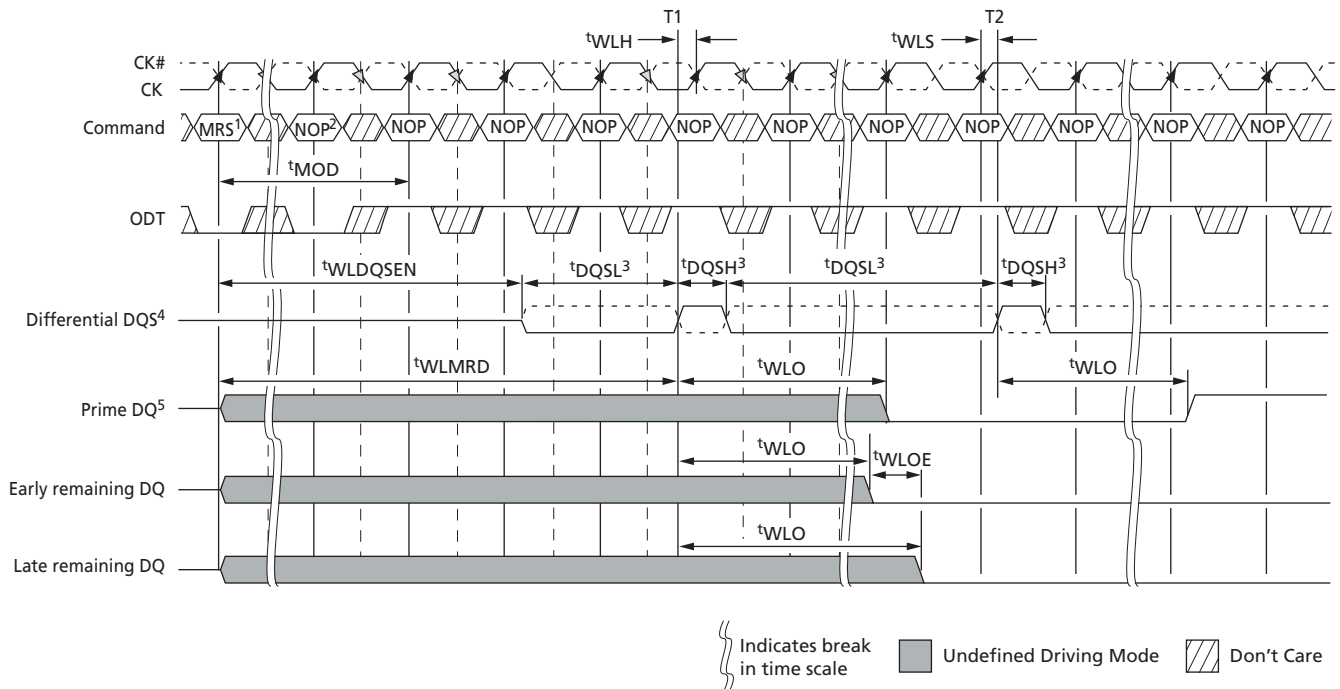 T1
T2
tWLH
tWLS
CK#
CK
Command
MRS1
NOP2
NOP
NOP
NOP
NOP
NOP
NOP
NOP
NOP
NOP
NOP
tMOD
ODT
tWLDQSEN
tDQSL3
tDQSH3
tDQSL3
tDQSH3
Differential DQS4
tWLMRD
tWLO
tWLO
Prime DQ5
tWLO
tWLOE
Early remaining DQ
tWLO
Late remaining DQ
Indicates break
in time scale
Undefined Driving Mode
Don't Care